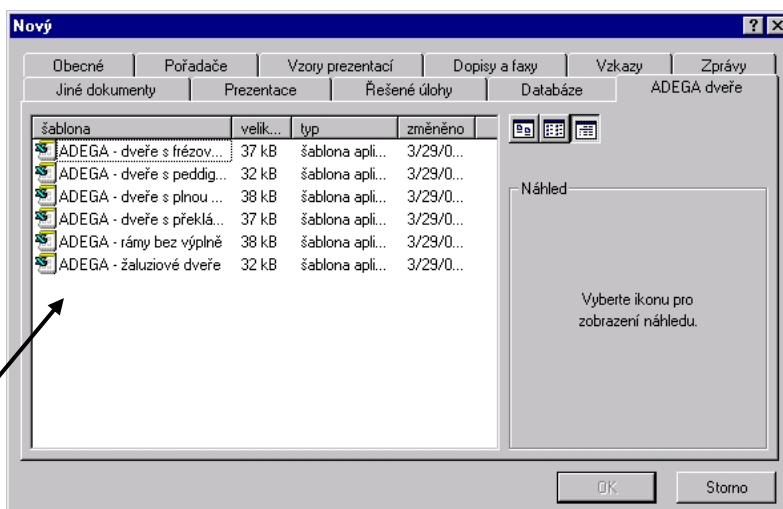 Nový
Obecné Pořadače Vzory prezentací Dopisy a faxy Vzkazy Zprávy
Jiné dokumenty Prezentace Řešené úlohy Databáze ADEGA dveře
šablona velik... typ změněno
ADEGA - dveře s frézov... 37 kB šablona apli... 3/29/0...
ADEGA - dveře s peddig... 32 kB šablona apli... 3/29/0...
ADEGA - dveře s plnou ... 38 kB šablona apli... 3/29/0...
ADEGA - dveře s překlá... 37 kB šablona apli... 3/29/0...
ADEGA - rámy bez výplně 38 kB šablona apli... 3/29/0...
ADEGA - žaluziové dveře 32 kB šablona apli... 3/29/0...
Náhled
Vyberte ikonu pro
zobrazení náhledu.
OK Storno